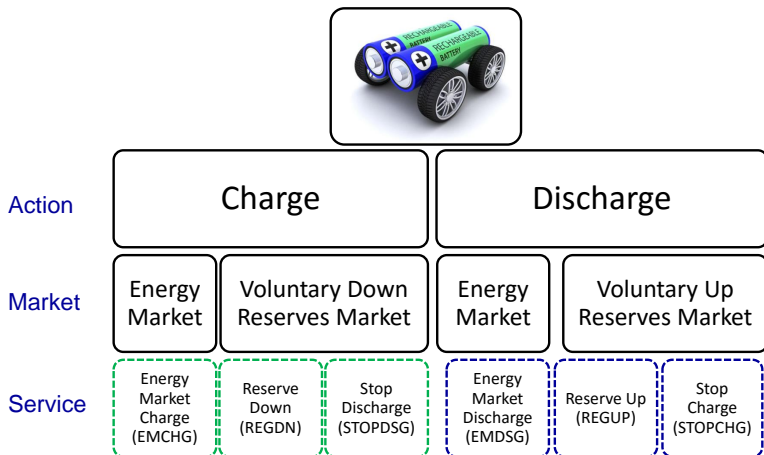 RECHARGEABLE
BATTERY
RECHARGEABLE
BATTERY
Action
Charge
Discharge
Market
Energy
Market
Voluntary Down
Reserves Market
Energy
Market
Voluntary Up
Reserves Market
Service
Energy
Market
Charge
(EMCHG)
Reserve
Down
(REGDN)
Stop
Discharge
(STOPDSG)
Energy
Market
Discharge
(EMDSG)
Reserve Up
(REGUP)
Stop
Charge
(STOPCHG)